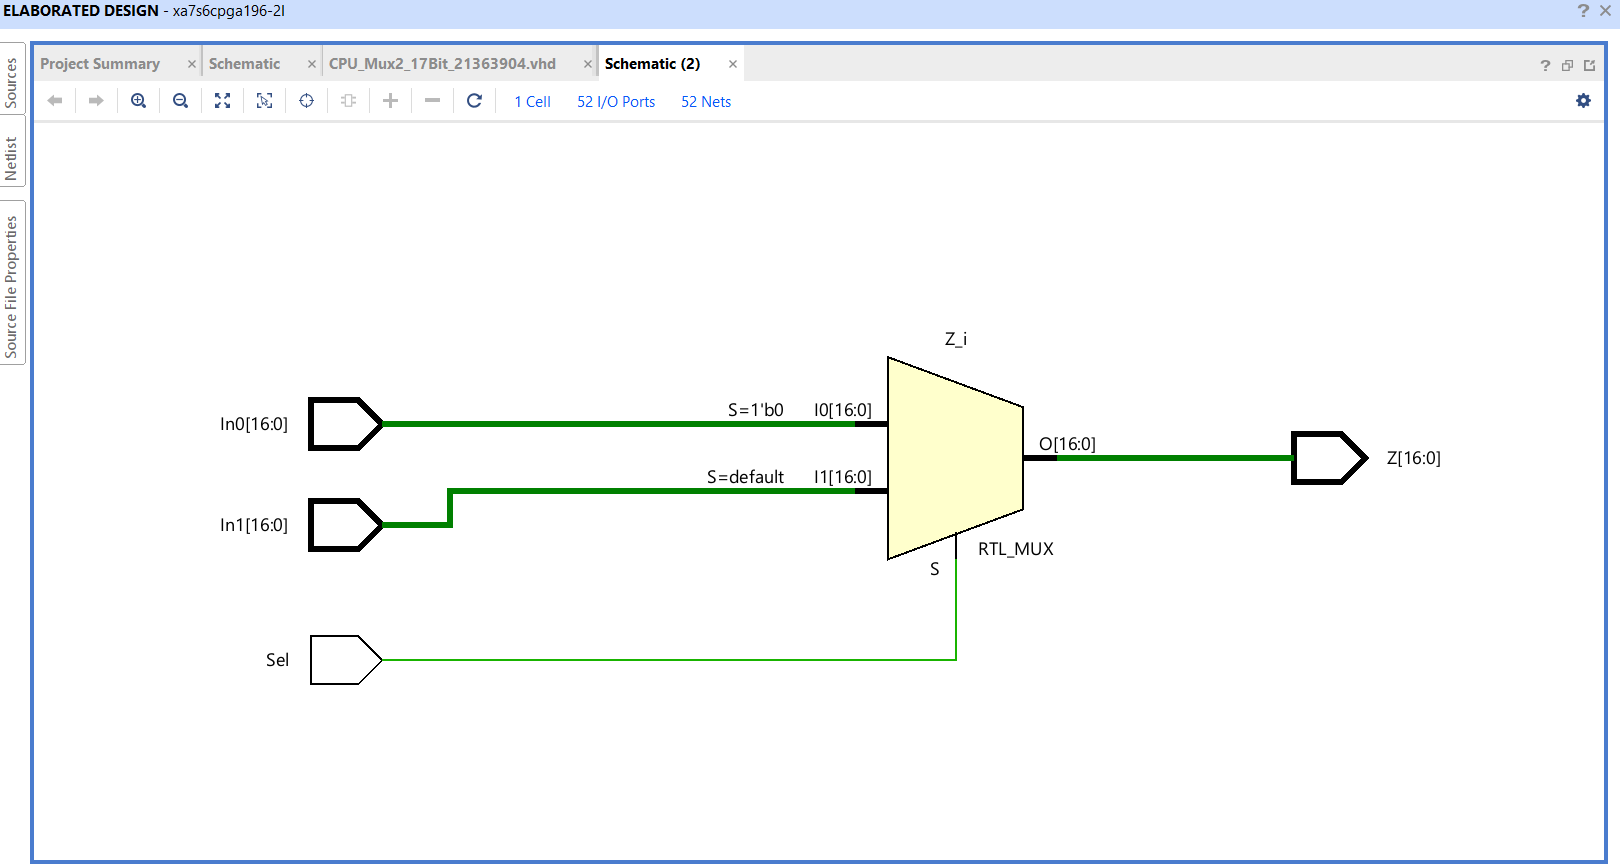 ELABORATED DESIGN - xa7s6cpga196-2I
Sources
Netlist
Source File Properties
Project Summary
Schematic
CPU_Mux2_17Bit_21363904.vhd
Schematic (2)
1 Cell
52 I/O Ports
52 Nets
Z_i
In0[16:0]
S=1'b0
I0[16:0]
O[16:0]
Z[16:0]
S=default
I1[16:0]
In1[16:0]
RTL_MUX
S
Sel